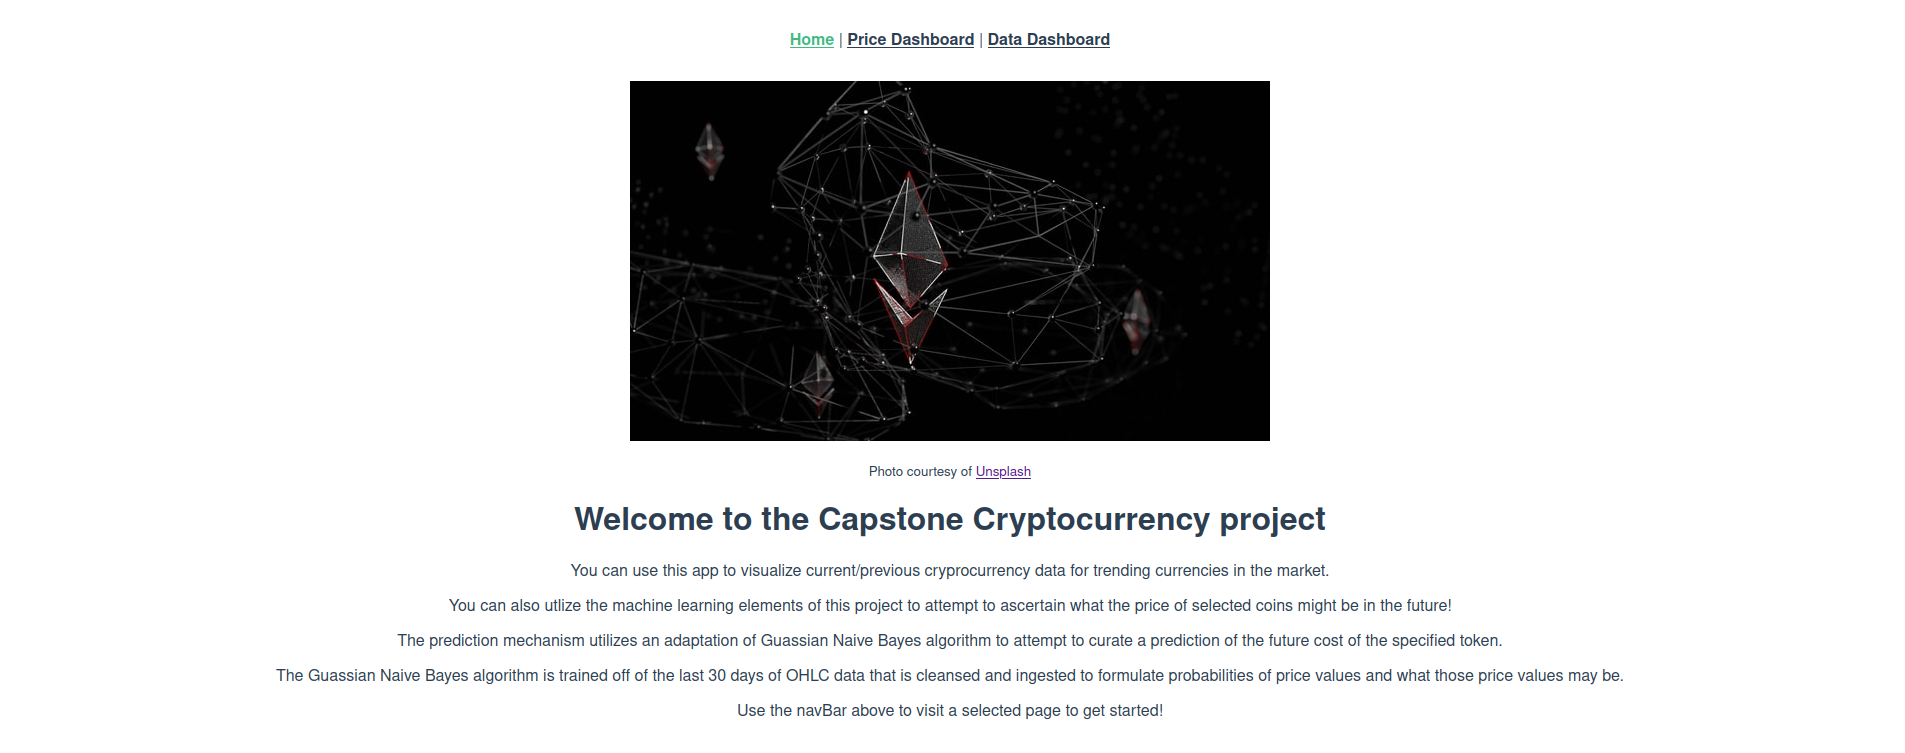 Home | Price Dashboard | Data Dashboard
Photo courtesy of Unsplash
Welcome to the Capstone Cryptocurrency project
You can use this app to visualize current/previous cryprocurrency data for trending currencies in the market.
You can also utlize the machine learning elements of this project to attempt to ascertain what the price of selected coins might be in the future!
The prediction mechanism utilizes an adaptation of Guassian Naive Bayes algorithm to attempt to curate a prediction of the future cost of the specified token.
The Guassian Naive Bayes algorithm is trained off of the last 30 days of OHLC data that is cleansed and ingested to formulate probabilities of price values and what those price values may be.
Use the navBar above to visit a selected page to get started!